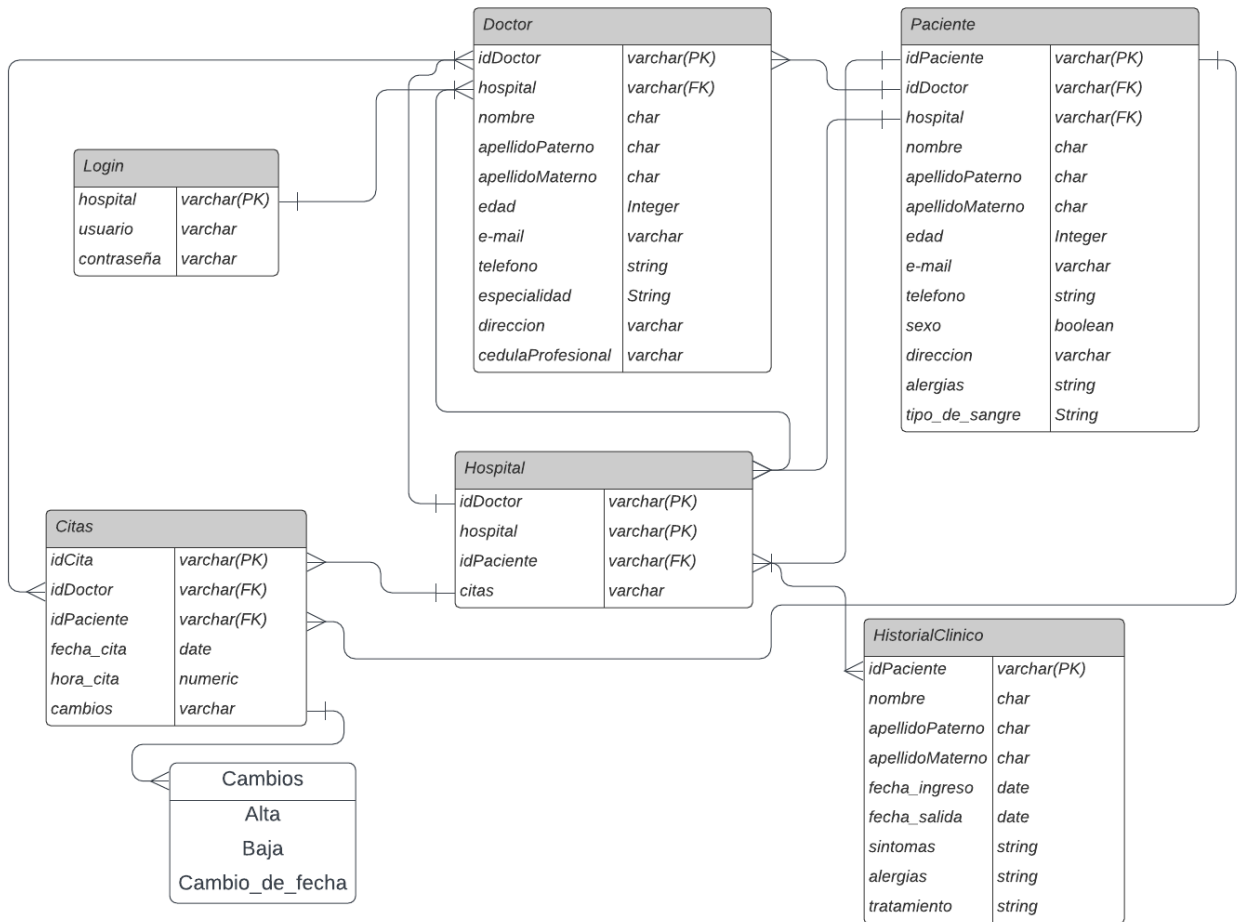 Doctor
idDoctor varchar(PK)
hospital varchar(FK)
nombre char
apellidoPaterno char
apellidoMaterno char
edad Integer
e-mail varchar
telefono string
especialidad String
direccion varchar
cedulaProfesional varchar
Paciente
idPaciente varchar(PK)
idDoctor varchar(FK)
hospital varchar(FK)
nombre char
apellidoPaterno char
apellidoMaterno char
edad Integer
e-mail varchar
telefono string
sexo boolean
direccion varchar
alergias string
tipo_de_sangre String
Login
hospital varchar(PK)
usuario varchar
contraseña varchar
Hospital
idDoctor varchar(PK)
hospital varchar(PK)
idPaciente varchar(FK)
citas varchar
Citas
idCita varchar(PK)
idDoctor varchar(FK)
idPaciente varchar(FK)
fecha_cita date
hora_cita numeric
cambios varchar
Cambios
Alta
Baja
Cambio_de_fecha
HistorialClinico
idPaciente varchar(PK)
nombre char
apellidoPaterno char
apellidoMaterno char
fecha_ingreso date
fecha_salida date
sintomas string
alergias string
tratamiento string